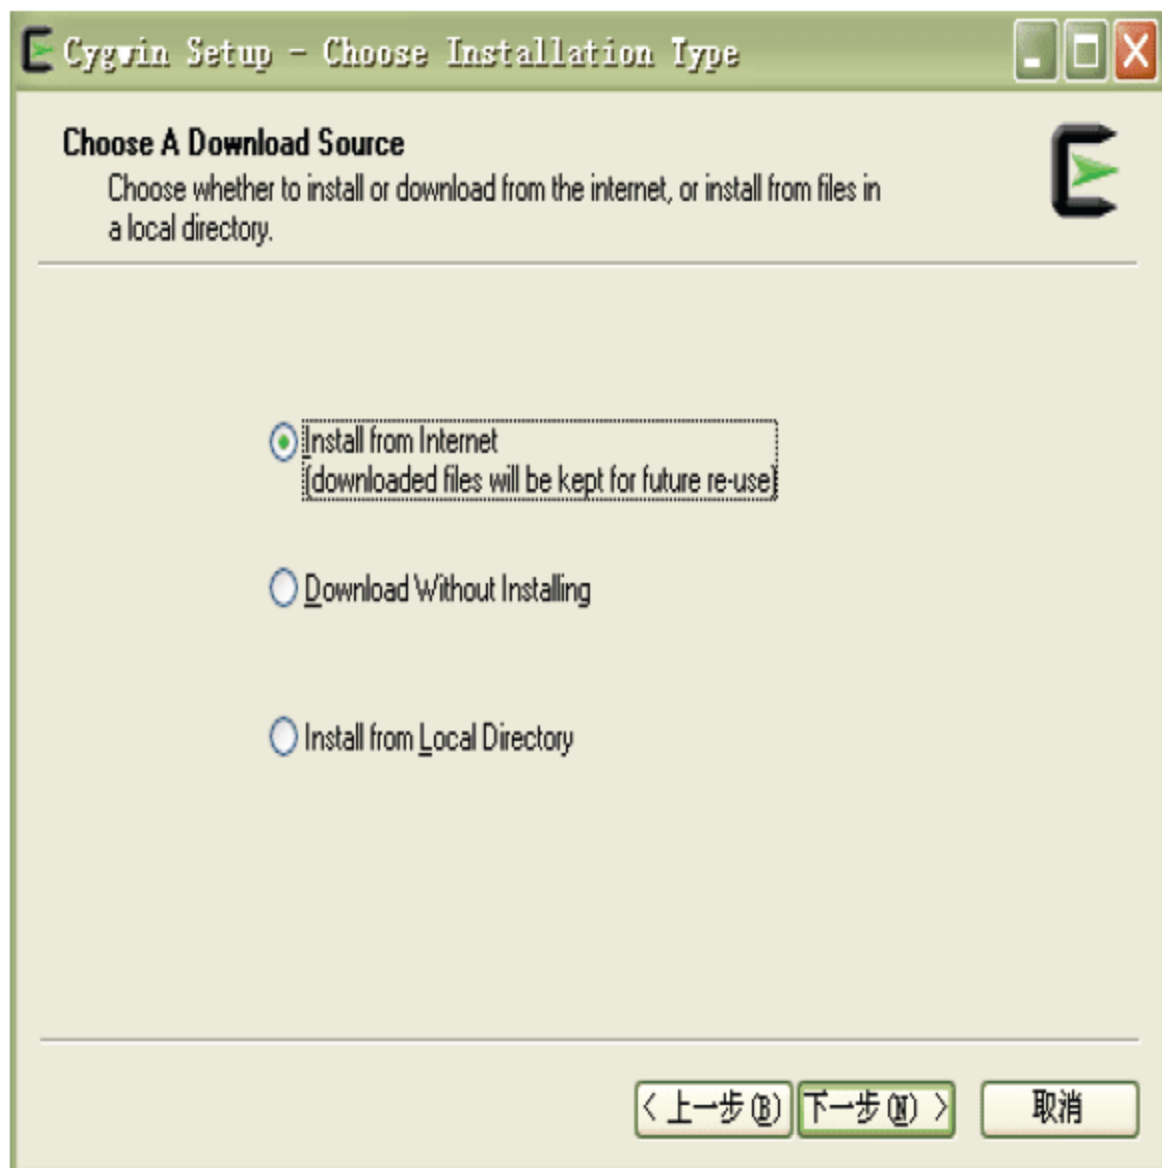 Cygwin Setup - Choose Installation Type
Choose A Download Source
Choose whether to install or download from the internet, or install from files in
a local directory.
Install from Internet
(downloaded files will be kept for future re-use)
Download Without Installing
Install from Local Directory
< 上一步(B) 下一步(N) > 取消